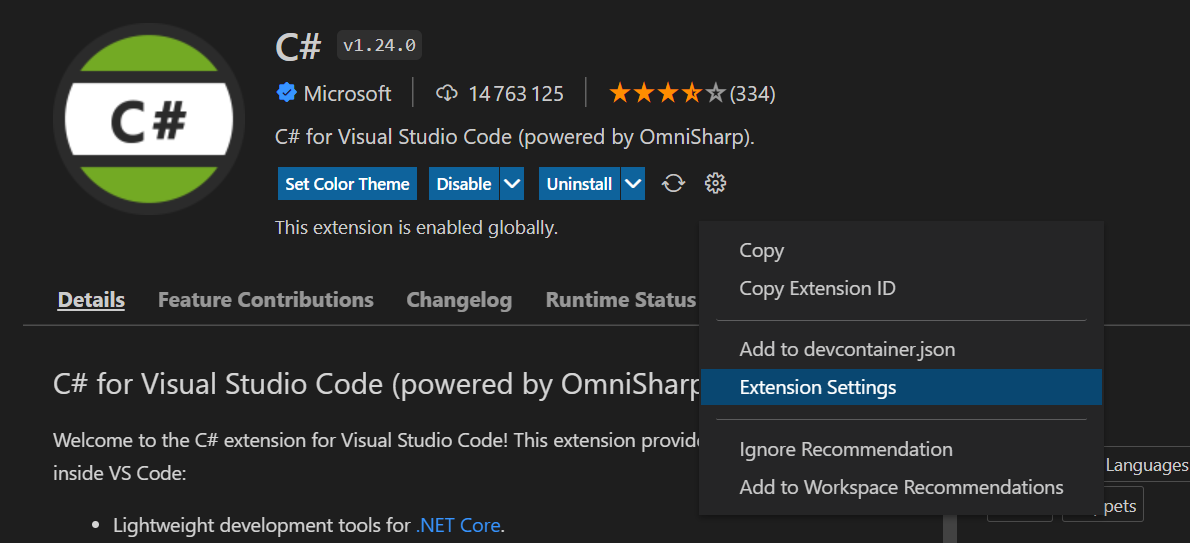 C#
C# v1.24.0
Microsoft 14 763 125 (334)
C# for Visual Studio Code (powered by OmniSharp).
Set Color Theme Disable Uninstall
This extension is enabled globally.
Details Feature Contributions Changelog Runtime Status
Copy
Copy Extension ID
Add to devcontainer.json
Extension Settings
Ignore Recommendation
Add to Workspace Recommendations
C# for Visual Studio Code (powered by OmniSharp
Welcome to the C# extension for Visual Studio Code! This extension provid
inside VS Code:
• Lightweight development tools for .NET Core.
Languages
pets